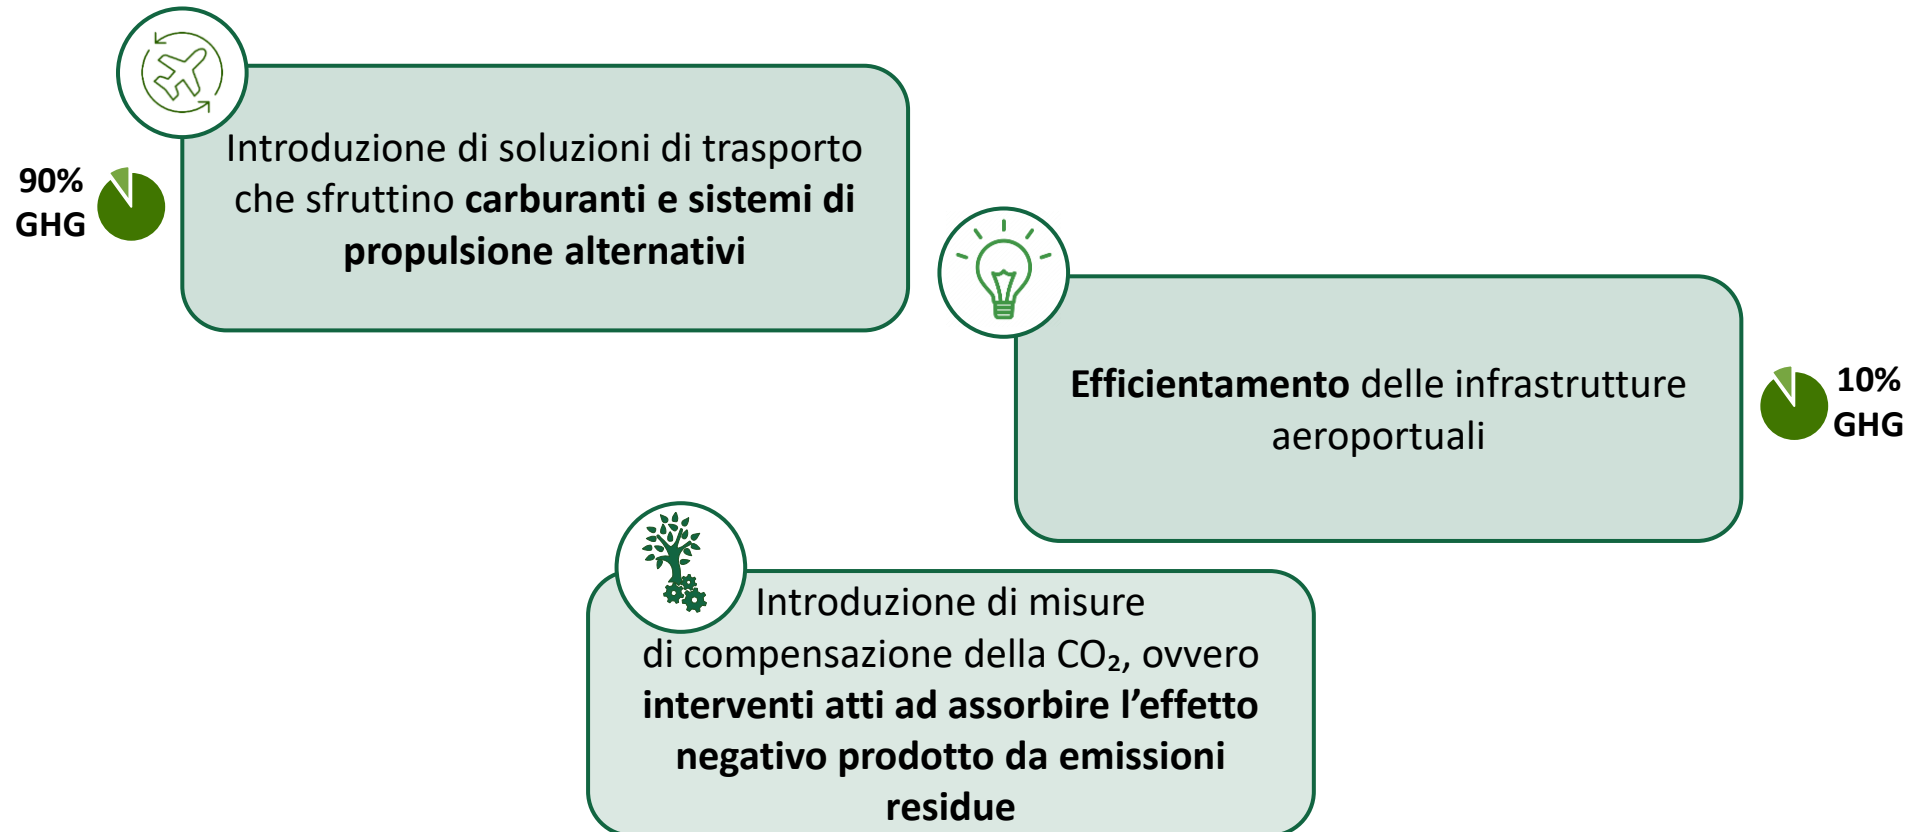 90%
GHG
Introduzione di soluzioni di trasporto
che sfruttino carburanti e sistemi di
propulsione alternativi
Efficientamento delle infrastrutture
aeroportuali
10%
GHG
Introduzione di misure
di compensazione della CO₂, ovvero
interventi atti ad assorbire l’effetto
negativo prodotto da emissioni
residue